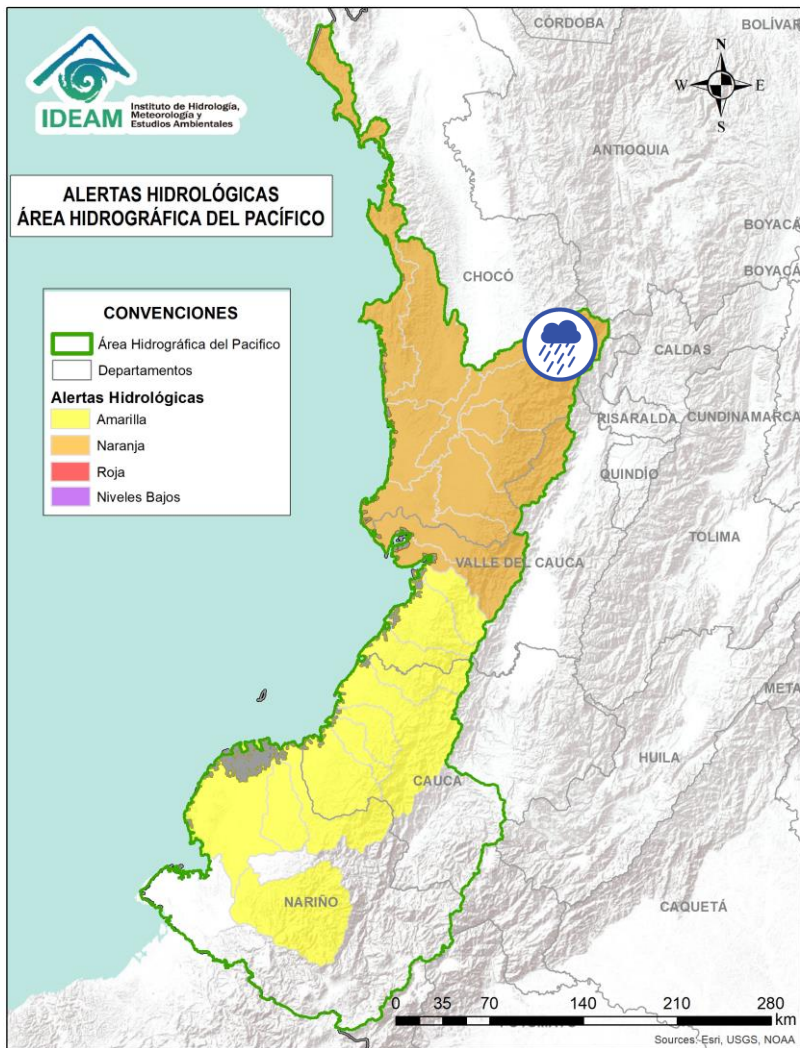 IDEAM
Instituto de Hidrología,
Meteorología y
Estudios Ambientales
ALERTAS HIDROLÓGICAS
ÁREA HIDROGRÁFICA DEL PACÍFICO
CONVENCIONES
Área Hidrográfica del Pacifico
Departamentos
Alertas Hidrológicas
Amarilla
Naranja
Roja
Niveles Bajos
CÓRDOBA
BOLÍVAR
N
W
E
S
ANTIOQUIA
BOYACÁ
CHOCÓ
BOYACÁ
CALDAS
RISARALDA
CUNDINAMARCA
QUINDÍO
TOLIMA
VALLE DEL CAUCA
META
HUILA
CAUCA
NARIÑO
CAQUETÁ
0 35 70 140 210 280
km
Sources: Esri, USGS, NOAA